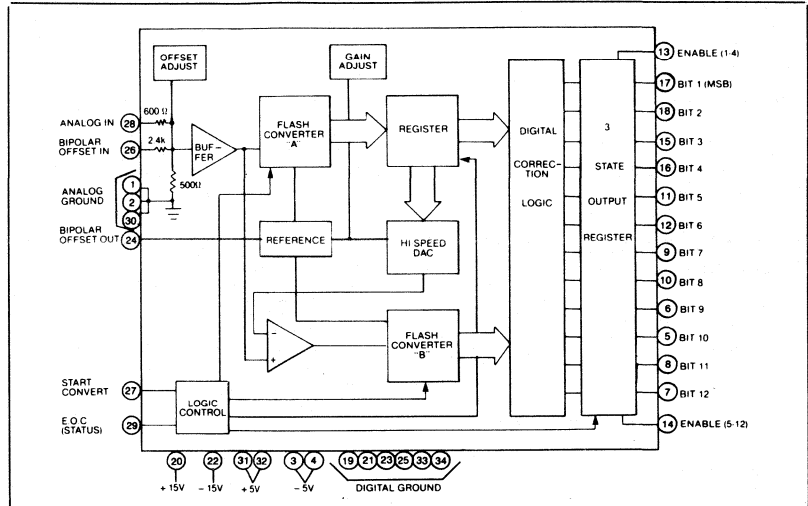 OFFSET
ADJUST
GAIN
ADJUST
13 ENABLE (1-4)
17 BIT 1 (MSB)
18 BIT 2
15 BIT 3
16 BIT 4
11 BIT 5
12 BIT 6
9 BIT 7
10 BIT 8
6 BIT 9
5 BIT 10
8 BIT 11
7 BIT 12
14 ENABLE (5-12)
600 Ω
ANALOG IN 28
2 4k
BIPOLAR
OFFSET IN 26
500Ω
ANALOG
GROUND
1
2
30
BIPOLAR
OFFSET OUT 24
BUF-
FER
FLASH
CONVERTER
"A"
REGISTER
DIGITAL
CORREC-
TION
LOGIC
3
STATE
OUTPUT
REGISTER
REFERENCE
HI SPEED
DAC
-
+
FLASH
CONVERTER
"B"
START
CONVERT 27
E.O.C
(STATUS) 29
LOGIC
CONTROL
20 22 31 32 3 4 19 21 23 25 33 34
+ 15V - 15V + 5V - 5V DIGITAL GROUND